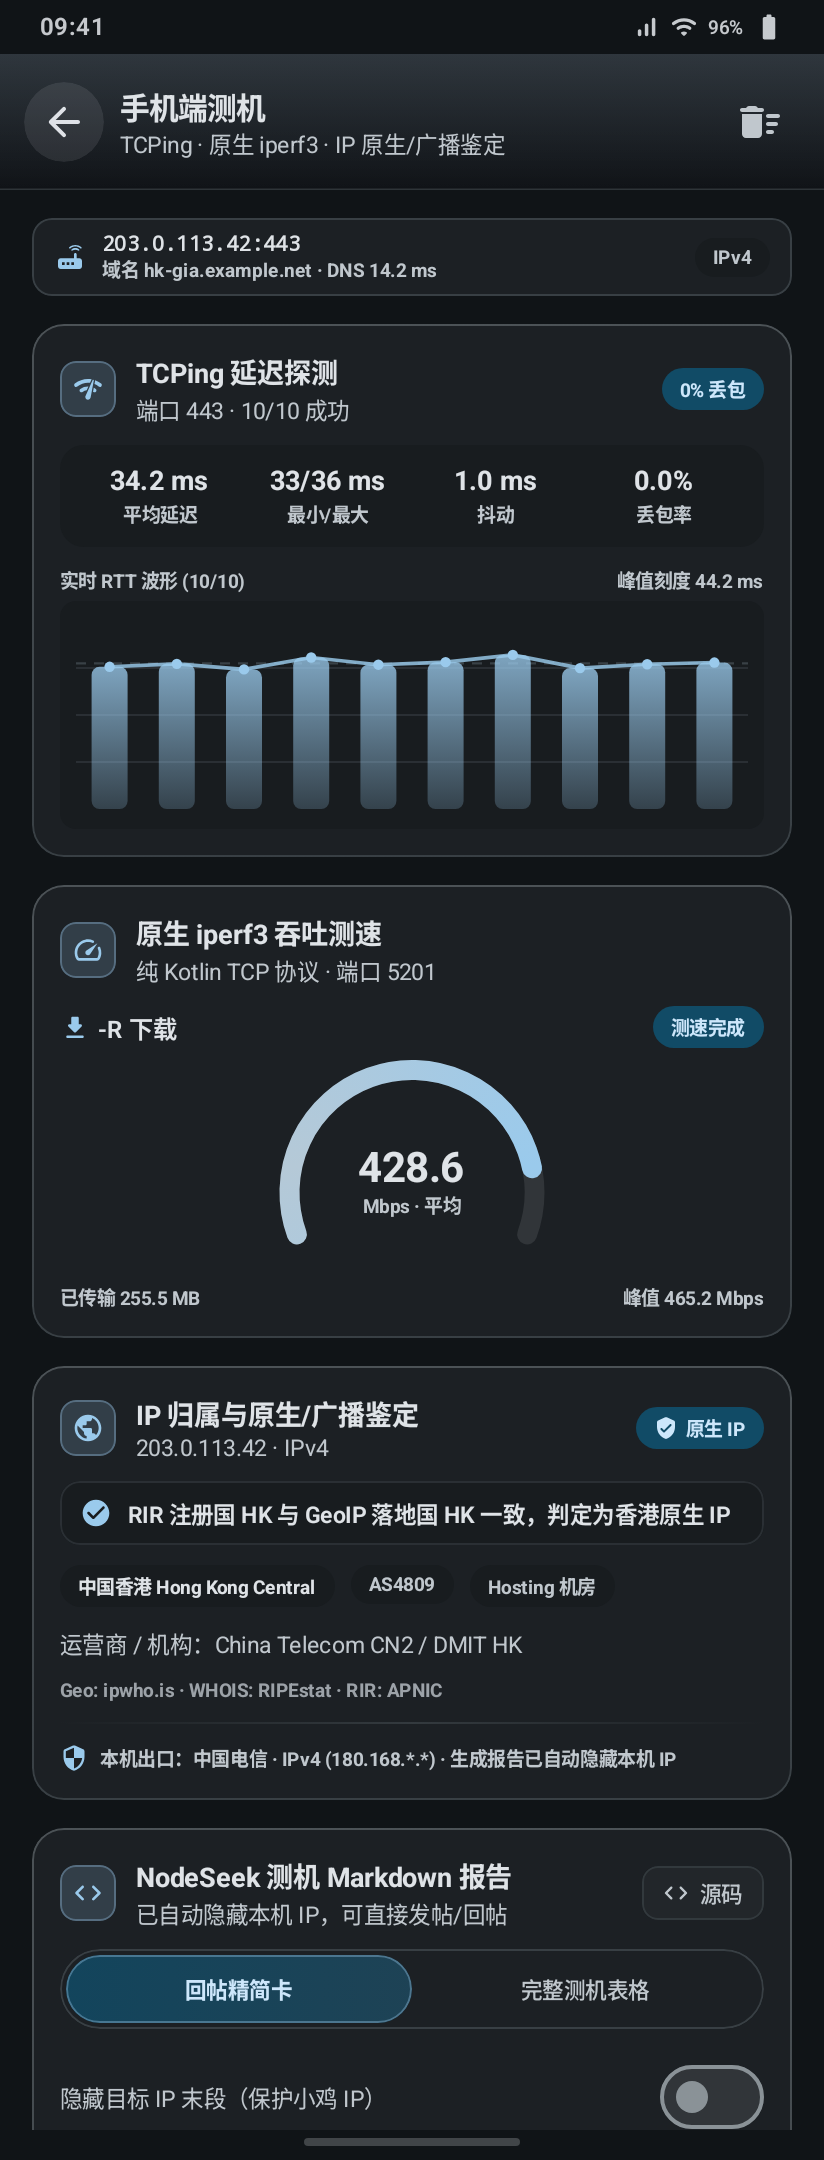 09:41
96%
手机端测机
TCPing · 原生 iperf3 · IP 原生/广播鉴定
203.0.113.42:443
域名 hk-gia.example.net · DNS 14.2 ms
IPv4
TCPing 延迟探测
端口 443 · 10/10 成功
0% 丢包
34.2 ms
33/36 ms
1.0 ms
0.0%
平均延迟
最小/最大
抖动
丢包率
实时 RTT 波形 (10/10)
峰值刻度 44.2 ms
原生 iperf3 吞吐测速
纯 Kotlin TCP 协议 · 端口 5201
-R 下载
测速完成
428.6
Mbps · 平均
已传输 255.5 MB
峰值 465.2 Mbps
IP 归属与原生/广播鉴定
203.0.113.42 · IPv4
原生 IP
RIR 注册国 HK 与 GeoIP 落地国 HK 一致，判定为香港原生 IP
中国香港 Hong Kong Central
AS4809
Hosting 机房
运营商 / 机构：China Telecom CN2 / DMIT HK
Geo: ipwho.is · WHOIS: RIPEstat · RIR: APNIC
本机出口：中国电信 · IPv4 (180.168.*.*) · 生成报告已自动隐藏本机 IP
NodeSeek 测机 Markdown 报告
已自动隐藏本机 IP，可直接发帖/回帖
源码
回帖精简卡
完整测机表格
隐藏目标 IP 末段（保护小鸡 IP）